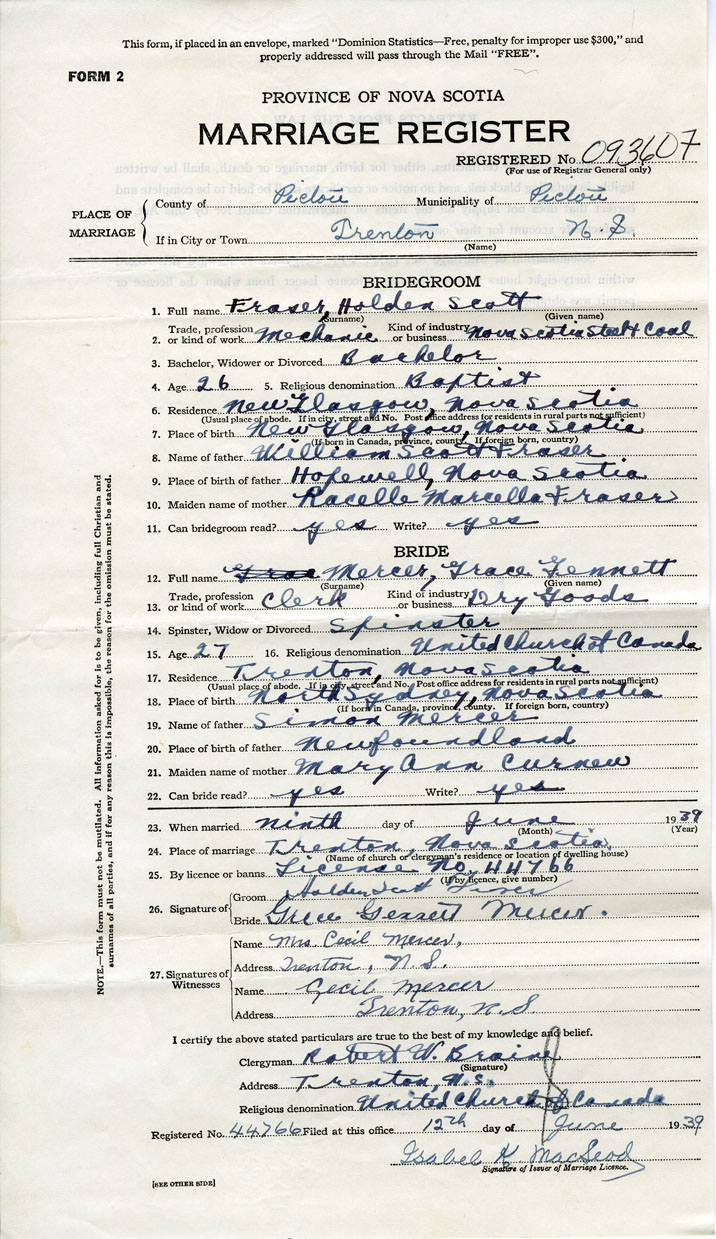 This form, if placed in an envelope, marked "Dominion Statistics—Free, penalty for improper use $300," and
properly addressed will pass through the Mail "FREE".
FORM 2
PROVINCE OF NOVA SCOTIA
MARRIAGE REGISTER
REGISTERED No. 093607
(For use of Registrar General only)
PLACE OF MARRIAGE
County of Pictou Municipality of Pictou
If in City or Town Trenton N.S.
(Name)
BRIDEGROOM
1. Full name Fraser, Holden Scott
(Surname) (Given name)
2. Trade, profession or kind of work Mechanic Kind of industry or business Nova Scotia Steel & Coal
3. Bachelor, Widower or Divorced Bachelor
4. Age 26 5. Religious denomination Baptist
6. Residence New Glasgow, Nova Scotia
(Usual place of abode. If in city, street and No. Post office address for residents in rural parts not sufficient)
7. Place of birth New Glasgow, Nova Scotia
(If born in Canada, province, county. If foreign born, country)
8. Name of father William Scott Fraser
9. Place of birth of father Hopewell, Nova Scotia
10. Maiden name of mother Racelle Marcella Fraser
11. Can bridegroom read? yes Write? yes
BRIDE
12. Full name Mercer, Grace Gennett
(Surname) (Given name)
13. Trade, profession or kind of work Clerk Kind of industry or business Dry Goods
14. Spinster, Widow or Divorced Spinster
15. Age 27 16. Religious denomination United Church of Canada
17. Residence Trenton, Nova Scotia
(Usual place of abode. If in city, street and No. Post office address for residents in rural parts not sufficient)
18. Place of birth North Sydney, Nova Scotia
(If born in Canada, province, county. If foreign born, country)
19. Name of father Simon Mercer
20. Place of birth of father Newfoundland
21. Maiden name of mother Mary Ann Curnew
22. Can bride read? yes Write? yes
23. When married ninth day of June 1939
(Month) (Year)
24. Place of marriage Trenton, Nova Scotia
(Name of church or clergyman's residence or location of dwelling house)
25. By licence or banns License No. 44766
(If by licence, give number)
26. Signature of
Groom Holden Scott Fraser
Bride Grace Gennett Mercer.
27. Signatures of Witnesses
Name Mrs. Cecil Mercer,
Address Trenton, N.S.
Name Cecil Mercer
Address Trenton, N.S.
I certify the above stated particulars are true to the best of my knowledge and belief.
Clergyman Robert W. Braine
(Signature)
Address Trenton, N.S.
Religious denomination United Church of Canada
Registered No. 44766 Filed at this office 12th day of June 1939
Isabel K MacLeod
Signature of Issuer of Marriage Licence.
[SEE OTHER SIDE]
NOTE.—This form must not be mutilated. All information asked for is to be given, including full Christian and
surnames of all parties, and if for any reason this is impossible, the reason for the omission must be stated.